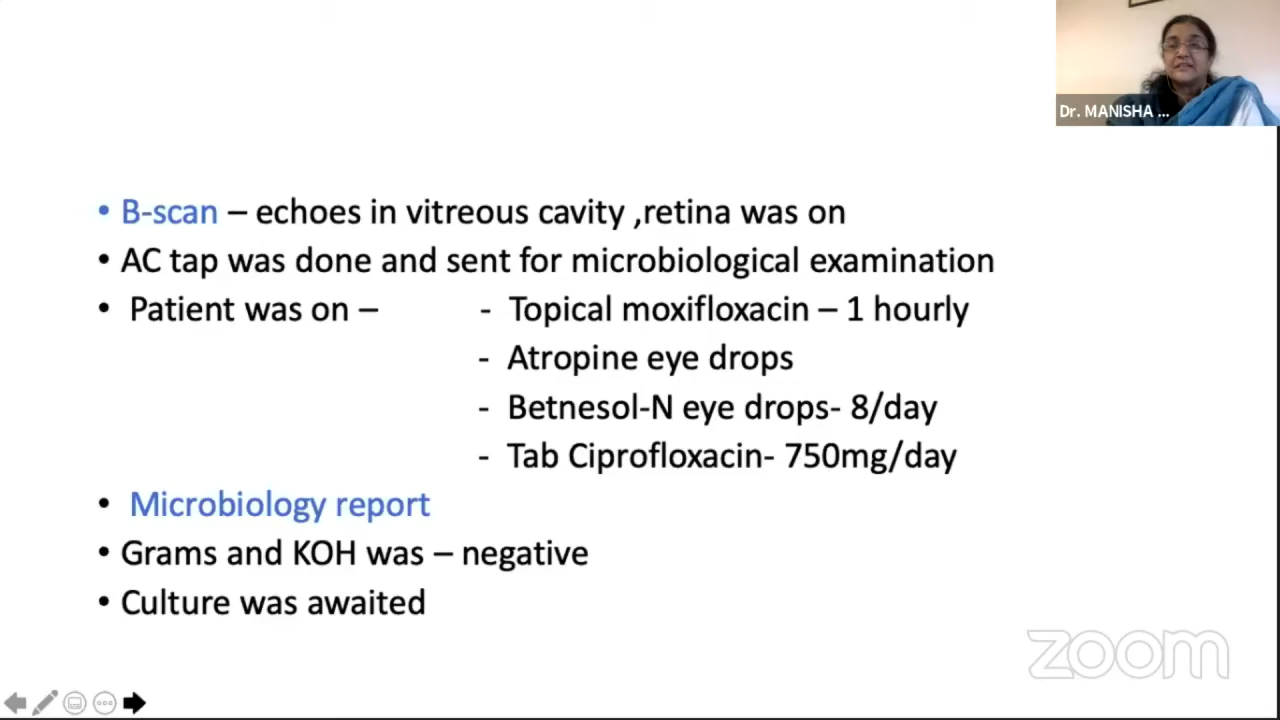 Dr. MANISHA ...
• B-scan – echoes in vitreous cavity ,retina was on
• AC tap was done and sent for microbiological examination
• Patient was on – - Topical moxifloxacin – 1 hourly
- Atropine eye drops
- Betnesol-N eye drops- 8/day
- Tab Ciprofloxacin- 750mg/day
• Microbiology report
• Grams and KOH was – negative
• Culture was awaited
zoom